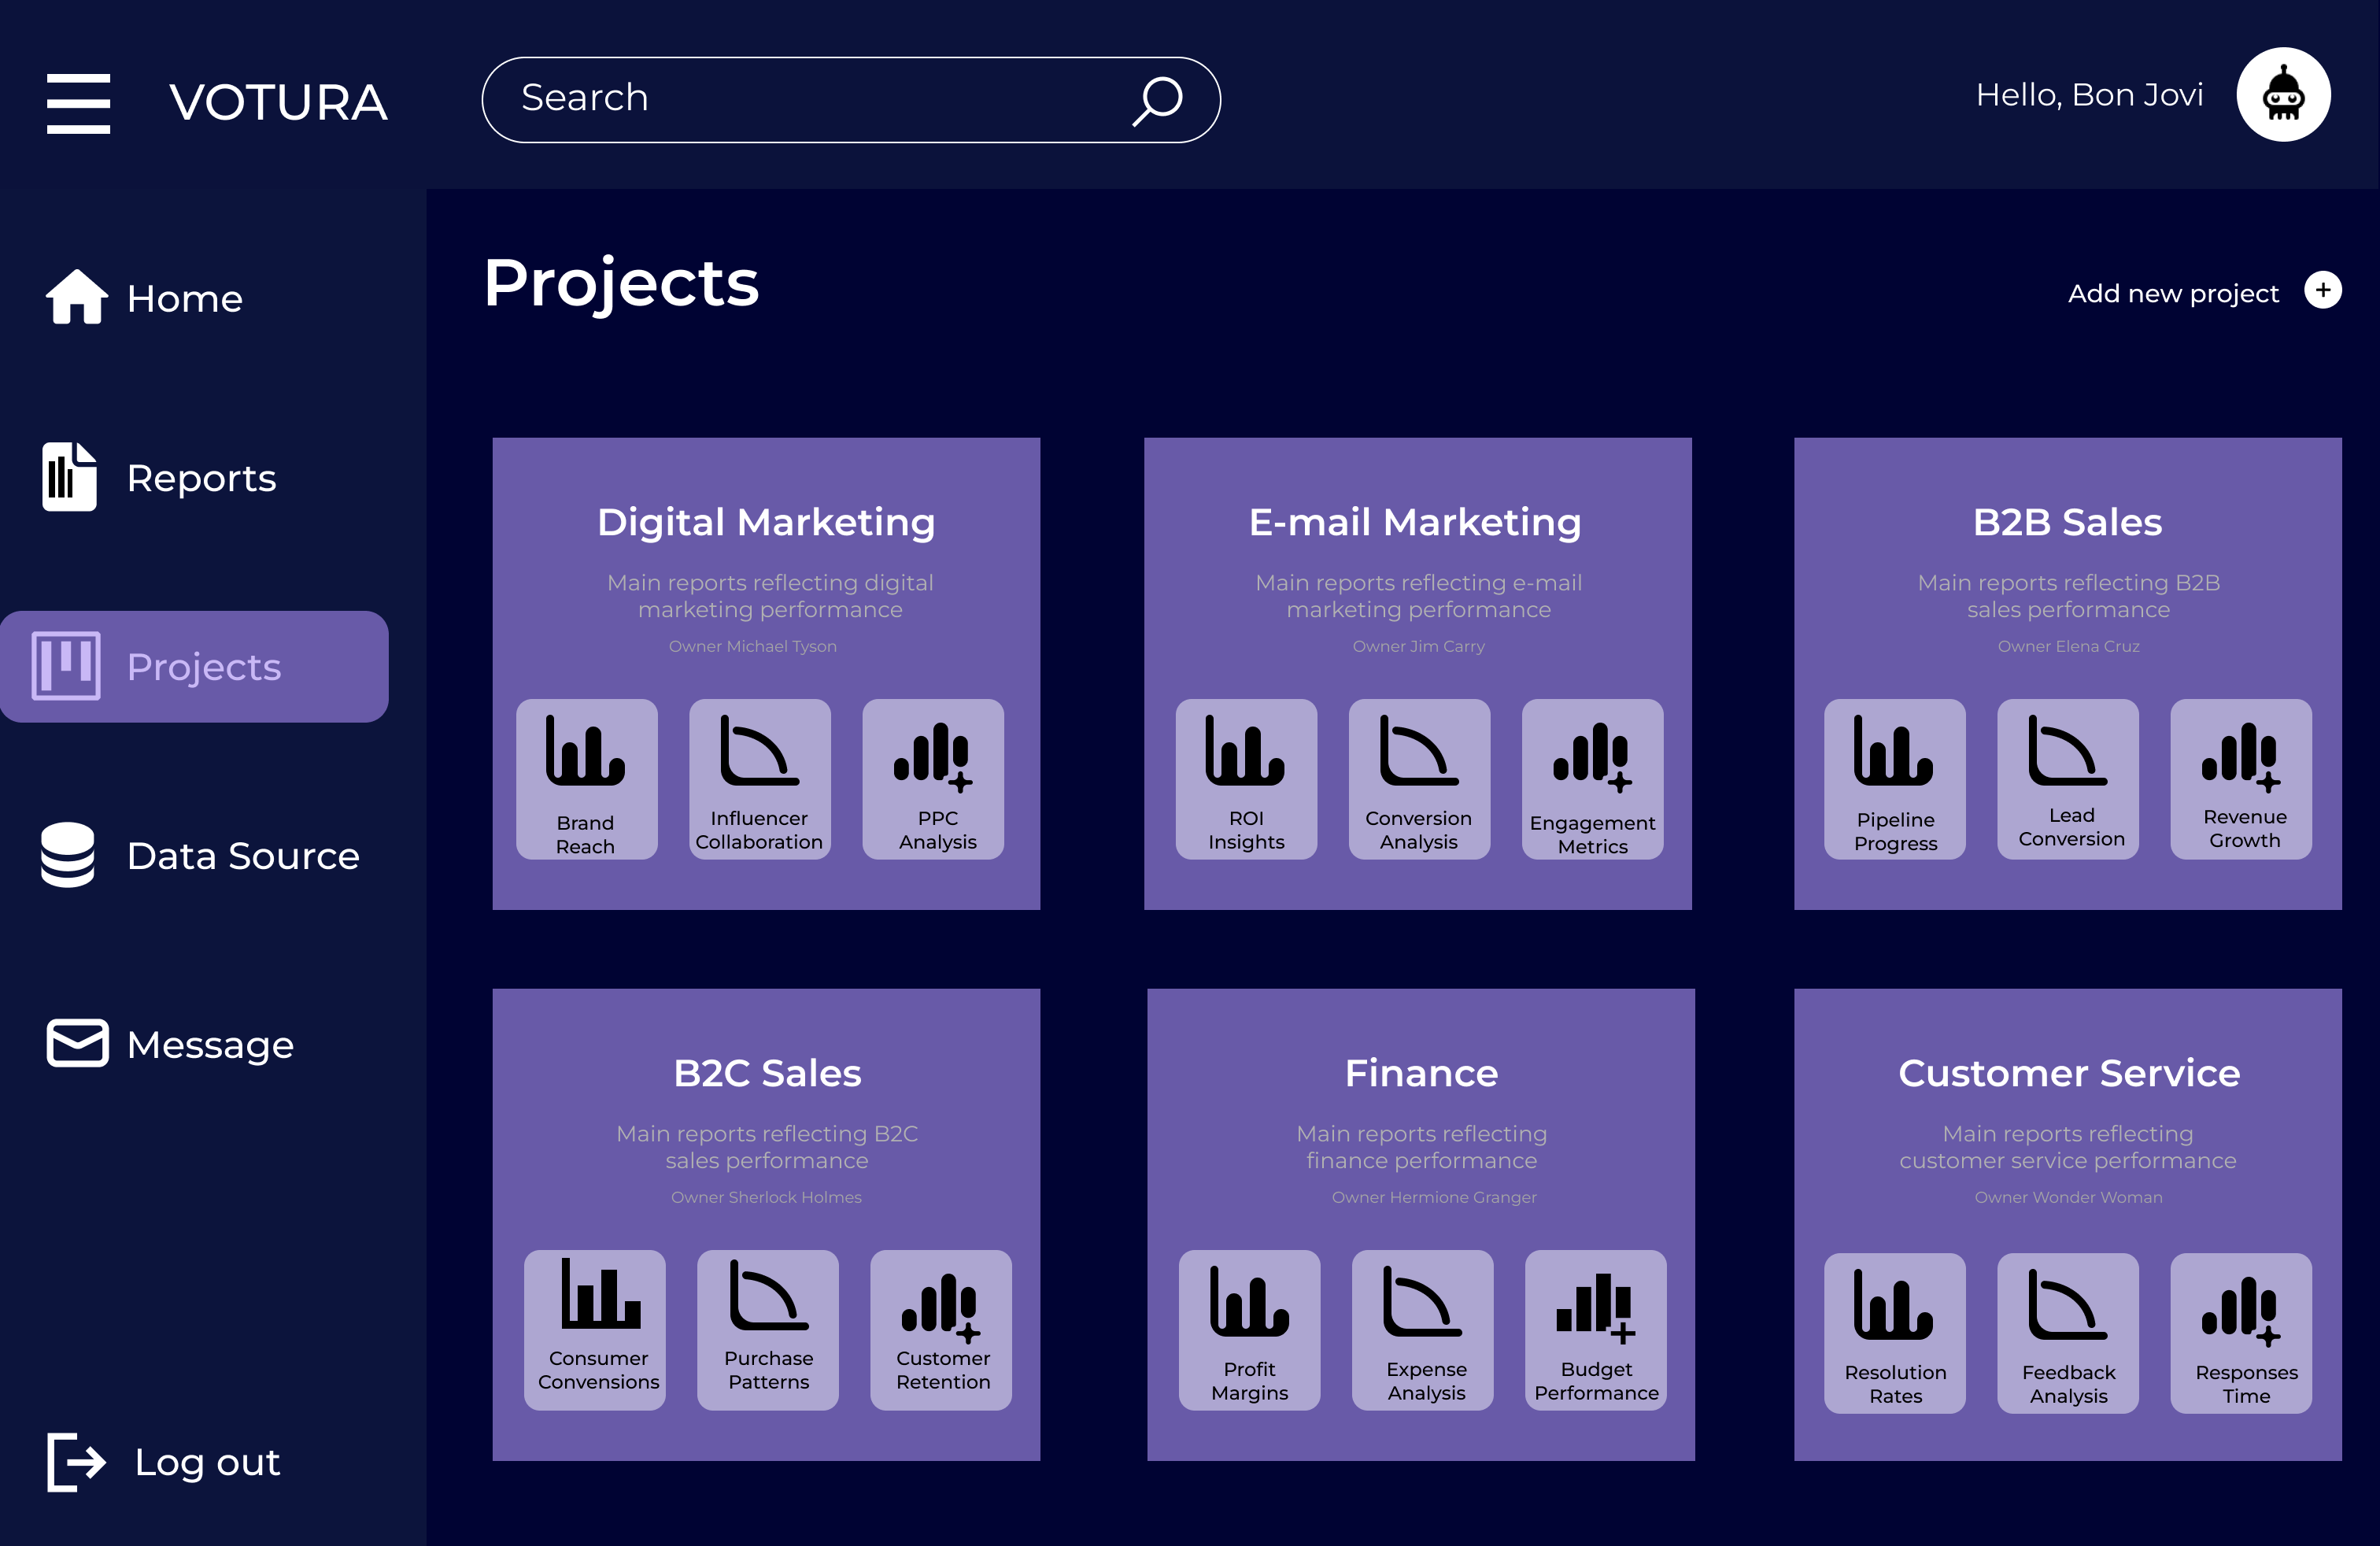 VOTURA
Search
Hello, Bon Jovi
Home
Reports
Projects
Data Source
Message
Log out
Projects
Add new project
Digital Marketing
Main reports reflecting digital
marketing performance
Owner Michael Tyson
Brand
Reach
Influencer
Collaboration
PPC
Analysis
E-mail Marketing
Main reports reflecting e-mail
marketing performance
Owner Jim Carry
ROI
Insights
Conversion
Analysis
Engagement
Metrics
B2B Sales
Main reports reflecting B2B
sales performance
Owner Elena Cruz
Pipeline
Progress
Lead
Conversion
Revenue
Growth
B2C Sales
Main reports reflecting B2C
sales performance
Owner Sherlock Holmes
Consumer
Convensions
Purchase
Patterns
Customer
Retention
Finance
Main reports reflecting
finance performance
Owner Hermione Granger
Profit
Margins
Expense
Analysis
Budget
Performance
Customer Service
Main reports reflecting
customer service performance
Owner Wonder Woman
Resolution
Rates
Feedback
Analysis
Responses
Time